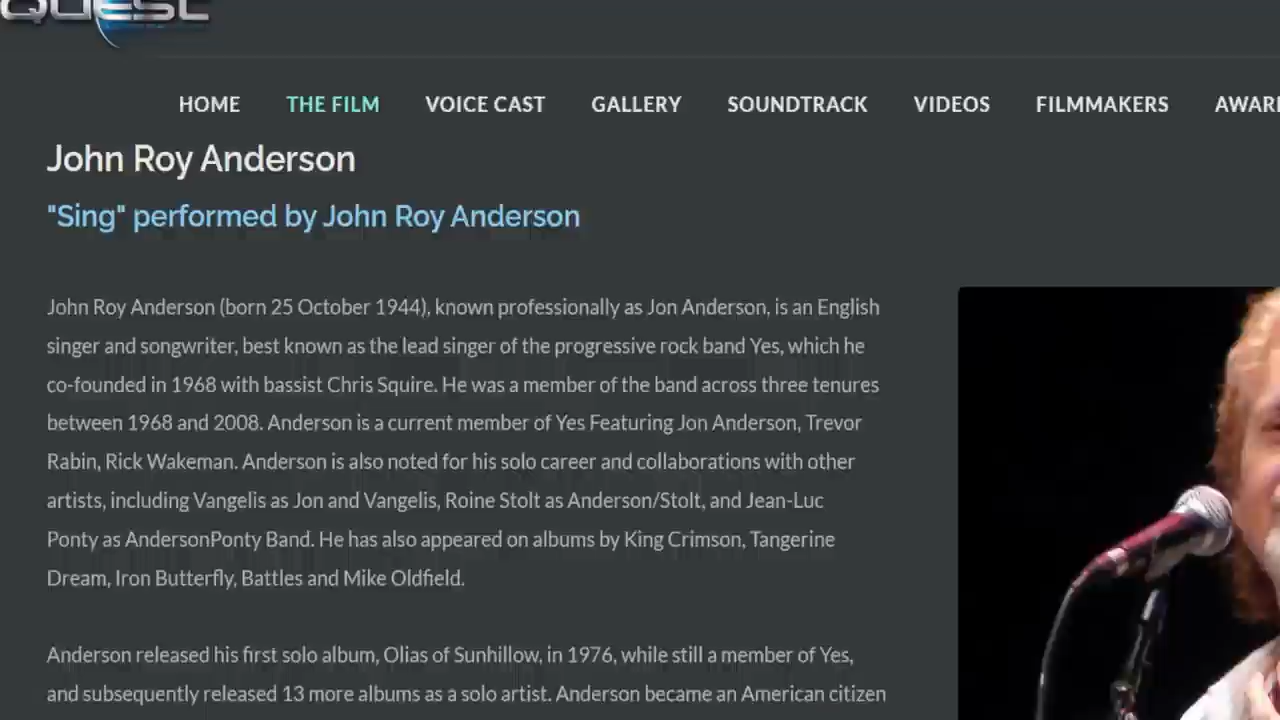 QUEST
HOME THE FILM VOICE CAST GALLERY SOUNDTRACK VIDEOS FILMMAKERS
John Roy Anderson
"Sing" performed by John Roy Anderson
John Roy Anderson (born 25 October 1944), known professionally as Jon Anderson, is an English
singer and songwriter, best known as the lead singer of the progressive rock band Yes, which he
co-founded in 1968 with bassist Chris Squire. He was a member of the band across three tenures
between 1968 and 2008. Anderson is a current member of Yes Featuring Jon Anderson, Trevor
Rabin, Rick Wakeman. Anderson is also noted for his solo career and collaborations with other
artists, including Vangelis as Jon and Vangelis, Roine Stolt as Anderson/Stolt, and Jean-Luc
Ponty as AndersonPonty Band. He has also appeared on albums by King Crimson, Tangerine
Dream, Iron Butterfly, Battles and Mike Oldfield.
Anderson released his first solo album, Olias of Sunhillow, in 1976, while still a member of Yes,
and subsequently released 13 more albums as a solo artist. Anderson became an American citizen